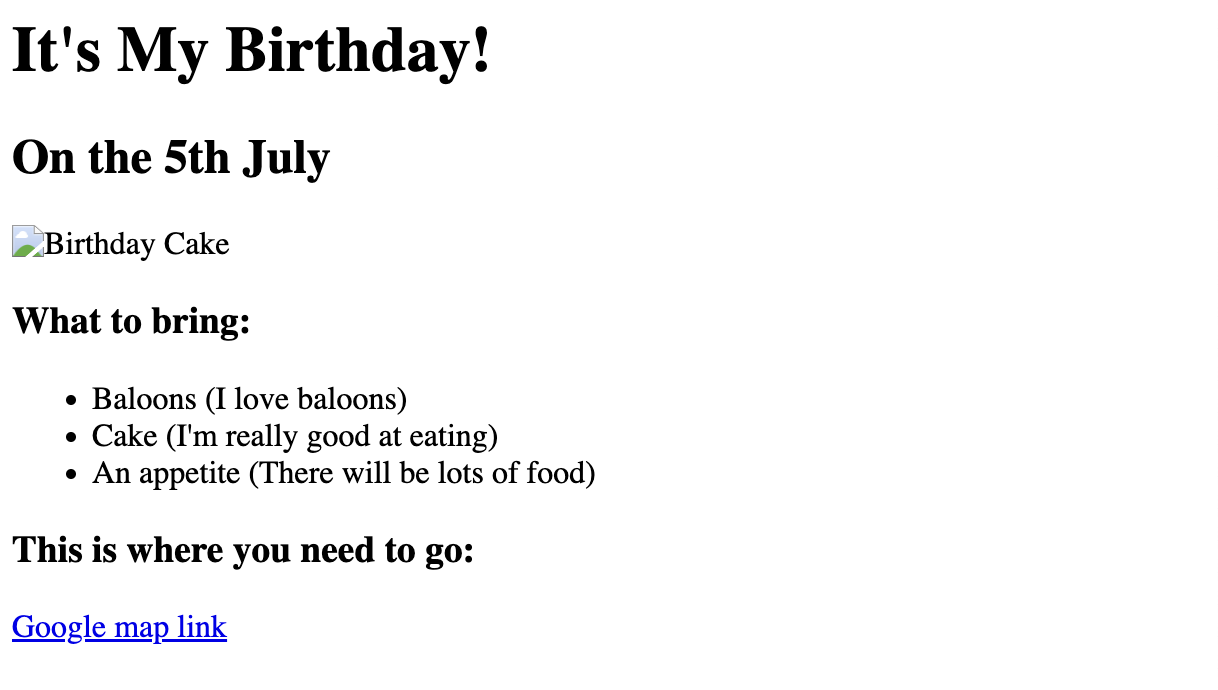 It's My Birthday!
On the 5th July
Birthday Cake
What to bring:
Baloons (I love baloons)
Cake (I'm really good at eating)
An appetite (There will be lots of food)
This is where you need to go:
Google map link